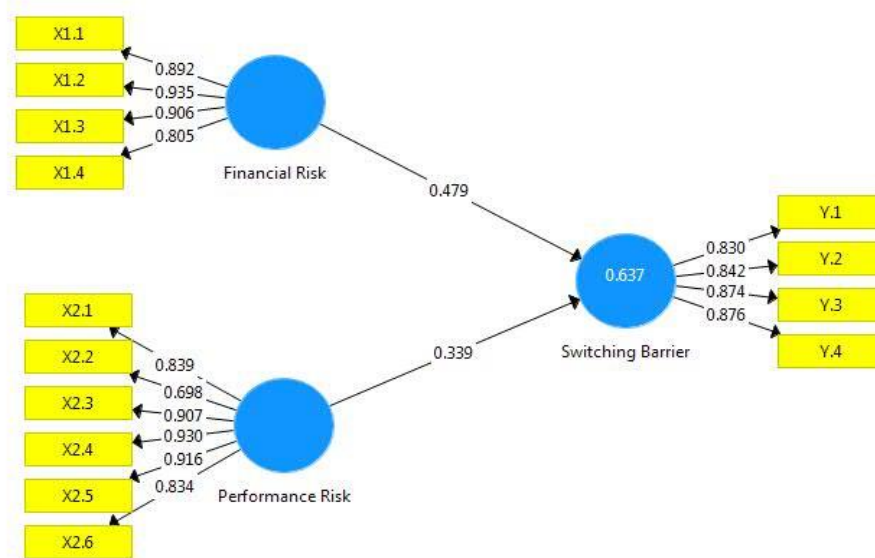 X1.1
X1.2
X1.3
X1.4
0.892
0.935
0.906
0.805
Financial Risk
0.479
X2.1
X2.2
X2.3
X2.4
X2.5
X2.6
0.839
0.698
0.907
0.930
0.916
0.834
Performance Risk
0.339
0.637
Switching Barrier
0.830
0.842
0.874
0.876
Y.1
Y.2
Y.3
Y.4